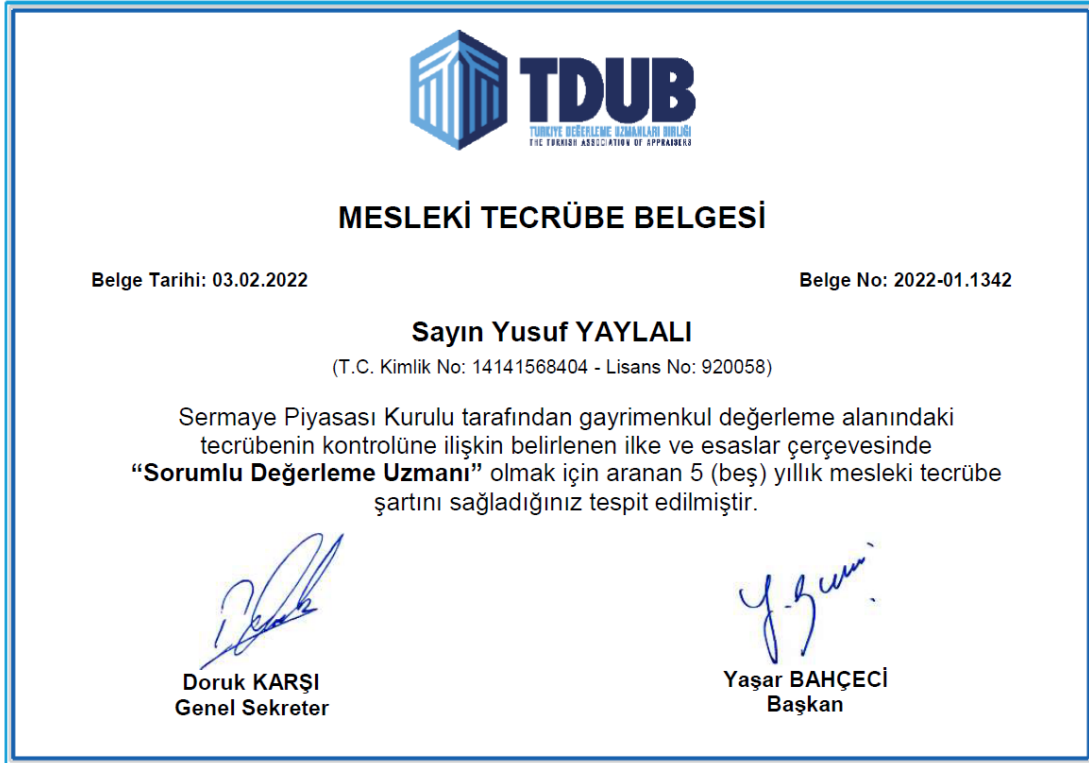 TDUB
TÜRKİYE DEĞERLEME UZMANLARI BİRLİĞİ
THE TURKISH ASSOCIATION OF APPRAISERS
MESLEKİ TECRÜBE BELGESİ
Belge Tarihi: 03.02.2022 Belge No: 2022-01.1342
Sayın Yusuf YAYLALI
(T.C. Kimlik No: 14141568404 - Lisans No: 920058)
Sermaye Piyasası Kurulu tarafından gayrimenkul değerleme alanındaki
tecrübenin kontrolüne ilişkin belirlenen ilke ve esaslar çerçevesinde
“Sorumlu Değerleme Uzmanı” olmak için aranan 5 (beş) yıllık mesleki tecrübe
şartını sağladığınız tespit edilmiştir.
Doruk KARŞI Yaşar BAHÇECİ
Genel Sekreter Başkan